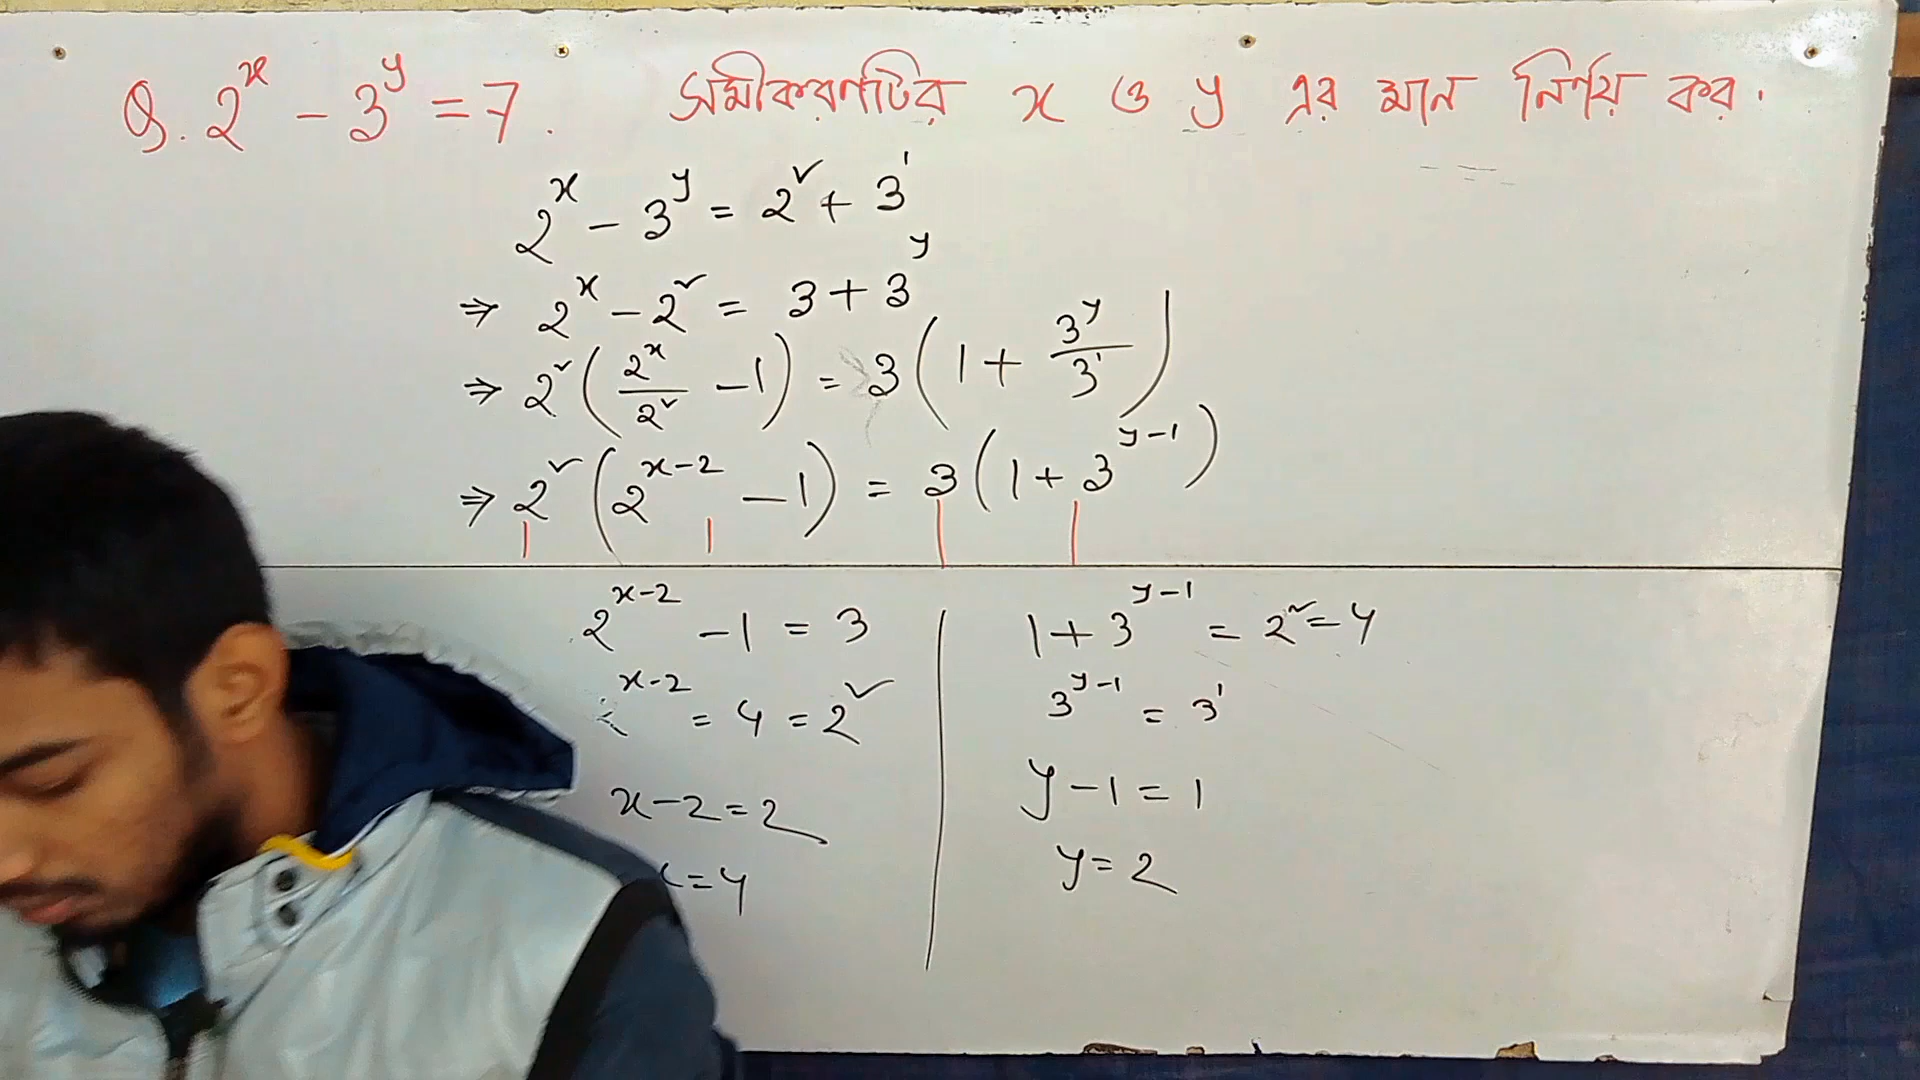 Q. 2^x - 3^y = 7. সমীকরণটির x ও y এর মান নির্ণয় কর.
2^x - 3^y = 2^2 + 3^1
⇒ 2^x - 2^2 = 3 + 3^y
⇒ 2^2 ( 2^x / 2^2 - 1 ) = 3 ( 1 + 3^y / 3^1 )
⇒ 2^2 ( 2^(x-2) - 1 ) = 3 ( 1 + 3^(y-1) )
2^(x-2) - 1 = 3
^(x-2) = 4 = 2^2
x - 2 = 2
= 4
1 + 3^(y-1) = 2^2 = 4
3^(y-1) = 3^1
y - 1 = 1
y = 2